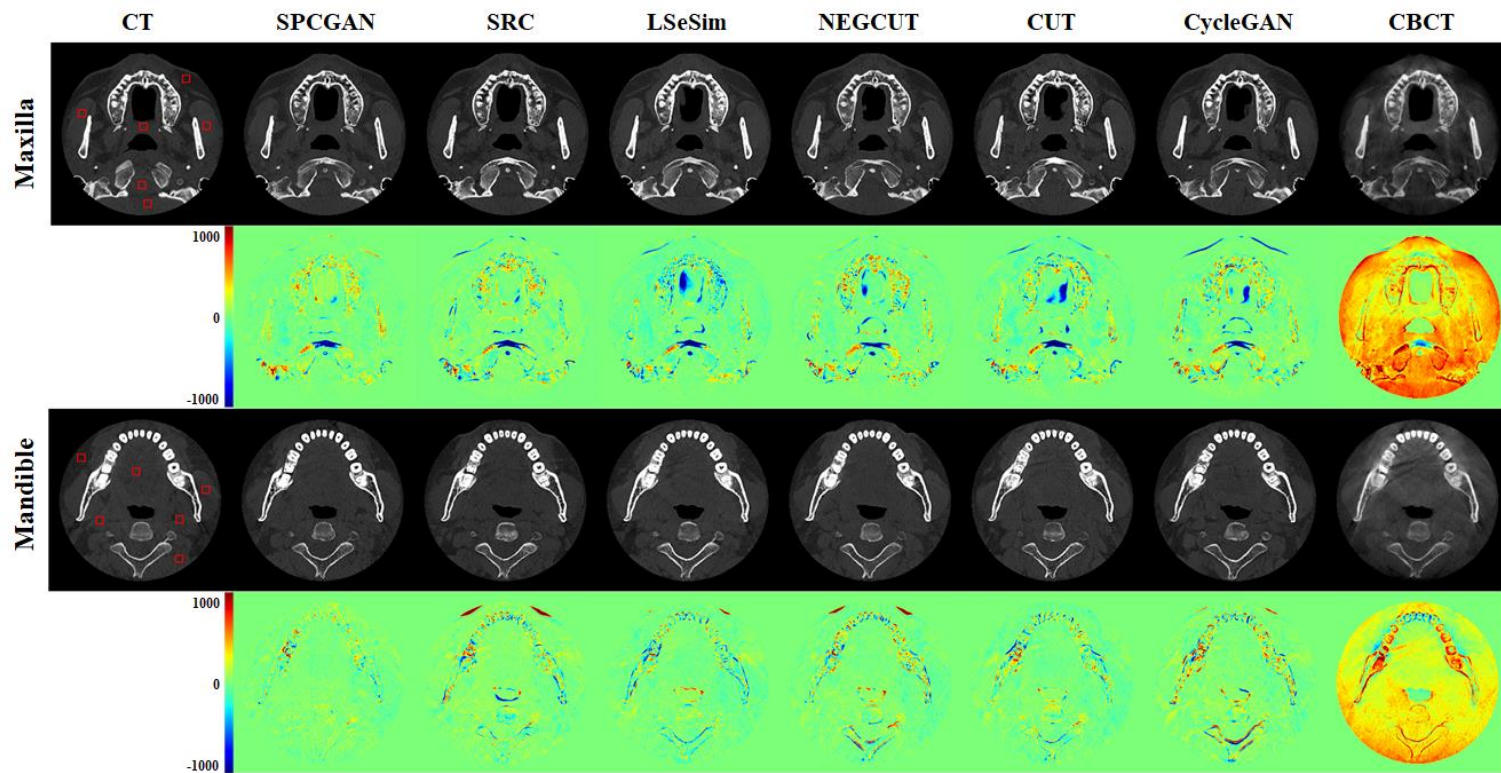 CT SPCGAN SRC LSeSim NEGCUT CUT CycleGAN CBCT
Maxilla
1000
0
-1000
Mandible
1000
0
-1000